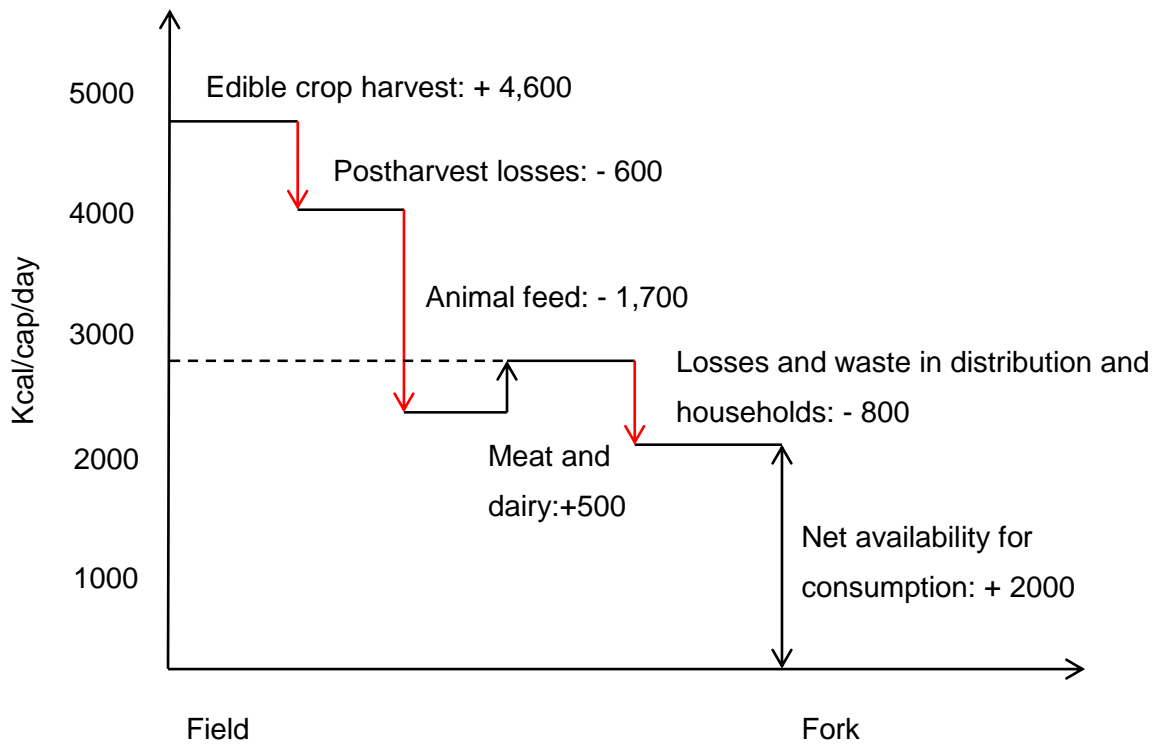 5000
Edible crop harvest: + 4,600
Postharvest losses: - 600
4000
Animal feed: - 1,700
3000
Kcal/cap/day
Losses and waste in distribution and
households: - 800
2000
Meat and
dairy:+500
Net availability for
consumption: + 2000
1000
Field
Fork